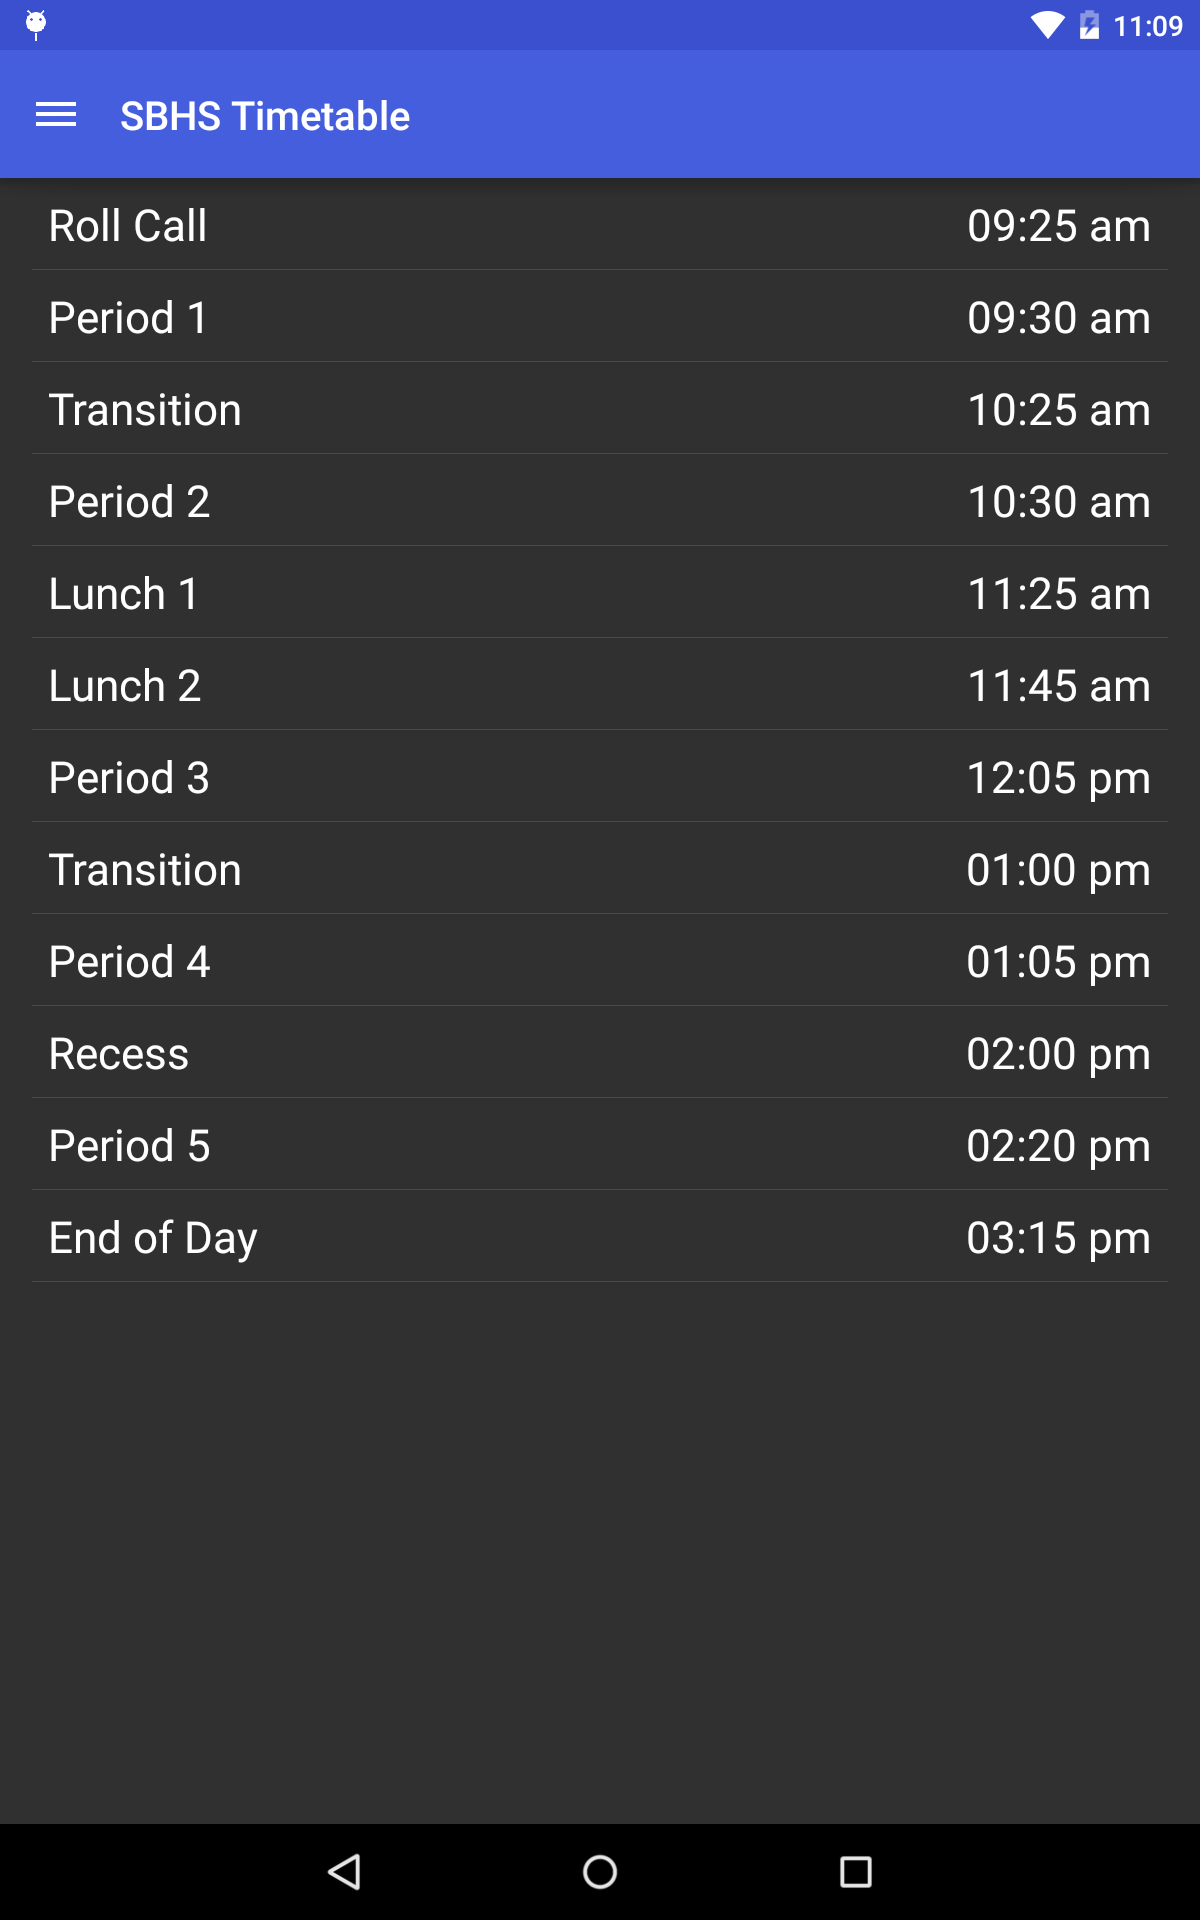 11:09
SBHS Timetable
Roll Call 09:25 am
Period 1 09:30 am
Transition 10:25 am
Period 2 10:30 am
Lunch 1 11:25 am
Lunch 2 11:45 am
Period 3 12:05 pm
Transition 01:00 pm
Period 4 01:05 pm
Recess 02:00 pm
Period 5 02:20 pm
End of Day 03:15 pm